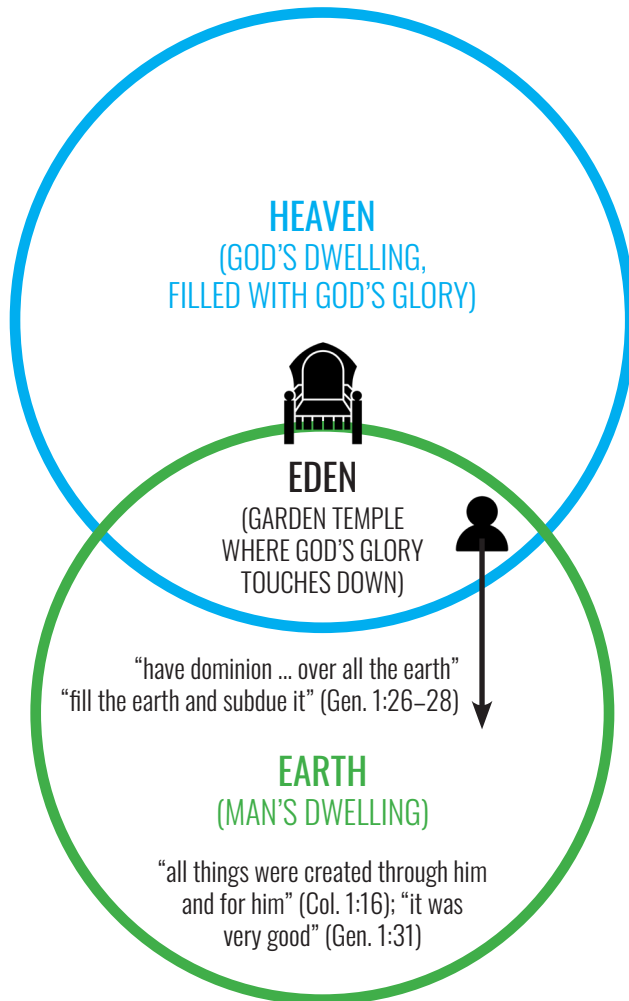 HEAVEN
(GOD’S DWELLING,
FILLED WITH GOD’S GLORY)
EDEN
(GARDEN TEMPLE
WHERE GOD’S GLORY
TOUCHES DOWN)
“have dominion ... over all the earth”
“fill the earth and subdue it” (Gen. 1:26–28)
EARTH
(MAN’S DWELLING)
“all things were created through him
and for him” (Col. 1:16); “it was
very good” (Gen. 1:31)